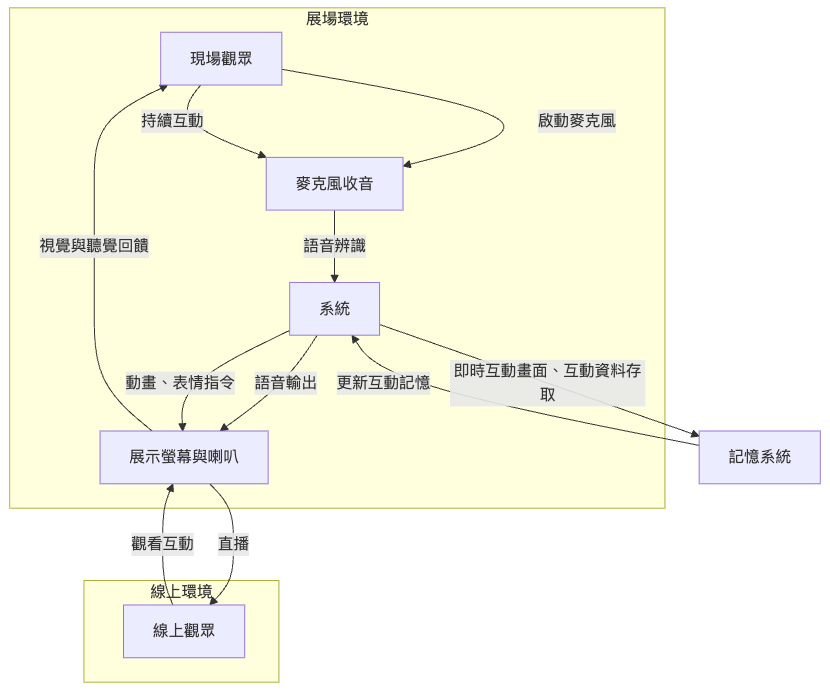 展場環境
現場觀眾
持續互動
啟動麥克風
麥克風收音
視覺與聽覺回饋
語音辨識
系統
動畫、表情指令
語音輸出
更新互動記憶
即時互動畫面、互動資料存
取
展示螢幕與喇叭
記憶系統
觀看互動
直播
線上環境
線上觀眾